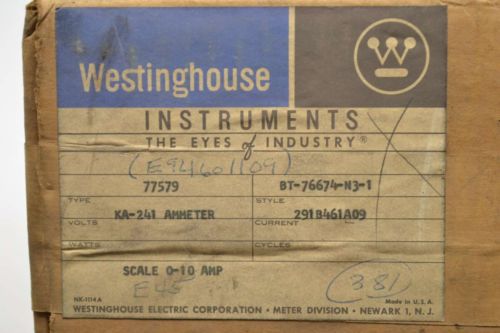 Westinghouse
W
INSTRUMENTS
THE EYES of INDUSTRY®
(E94601109)
77579 BT-76674-N3-1
TYPE STYLE
KA-241 AMMETER 291B461A09
VOLTS CURRENT
WATTS CYCLES
SCALE 0-10 AMP
E45 (381)
NK-1114A Made in U.S.A.
WESTINGHOUSE ELECTRIC CORPORATION • METER DIVISION • NEWARK 1, N.J.